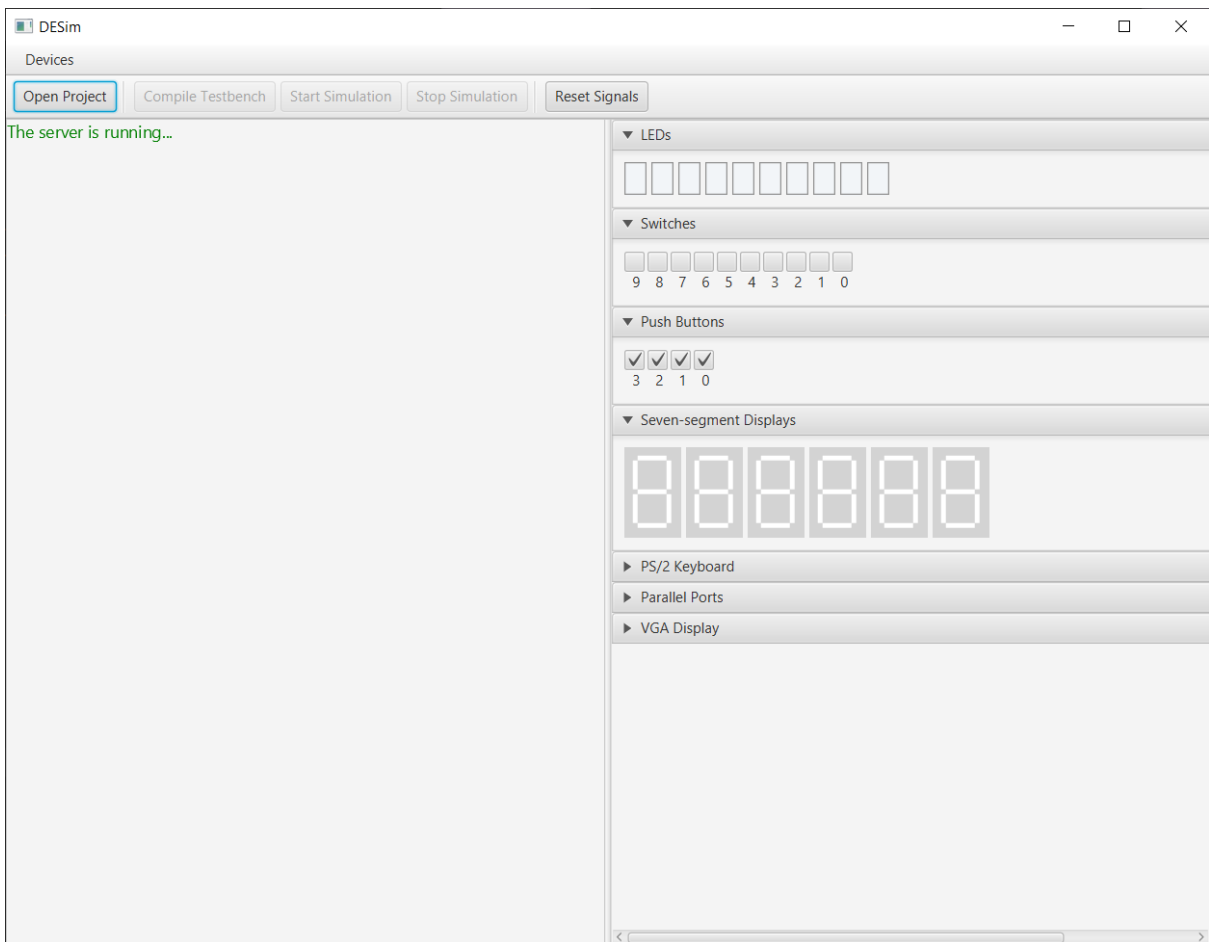 DESim
Devices
Open Project Compile Testbench Start Simulation Stop Simulation Reset Signals
The server is running...
LEDs
Switches
9 8 7 6 5 4 3 2 1 0
Push Buttons
3 2 1 0
Seven-segment Displays
PS/2 Keyboard
Parallel Ports
VGA Display